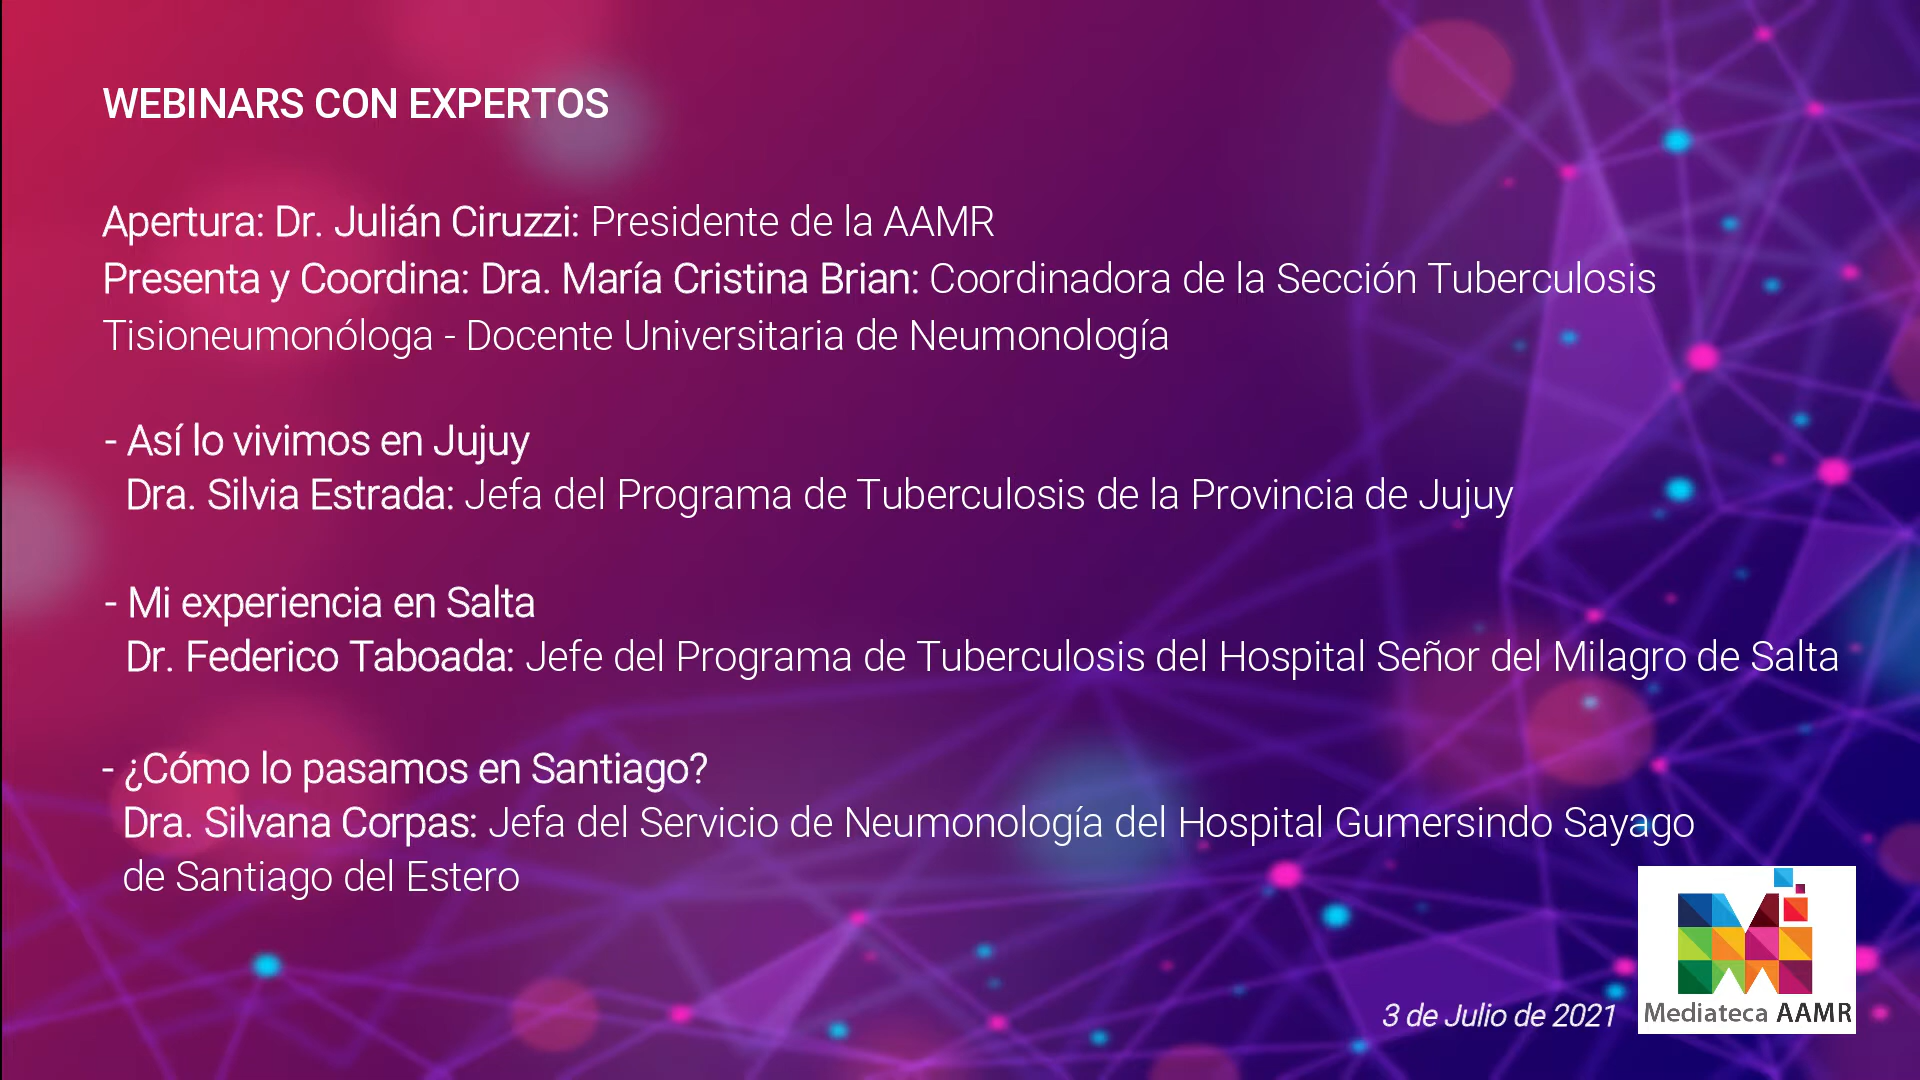 WEBINARS CON EXPERTOS
Apertura: Dr. Julián Ciruzzi: Presidente de la AAMR
Presenta y Coordina: Dra. María Cristina Brian: Coordinadora de la Sección Tuberculosis
Tisioneumonóloga - Docente Universitaria de Neumonología
- Así lo vivimos en Jujuy
Dra. Silvia Estrada: Jefa del Programa de Tuberculosis de la Provincia de Jujuy
- Mi experiencia en Salta
Dr. Federico Taboada: Jefe del Programa de Tuberculosis del Hospital Señor del Milagro de Salta
- ¿Cómo lo pasamos en Santiago?
Dra. Silvana Corpas: Jefa del Servicio de Neumonología del Hospital Gumersindo Sayago
de Santiago del Estero
3 de Julio de 2021
Mediateca AAMR